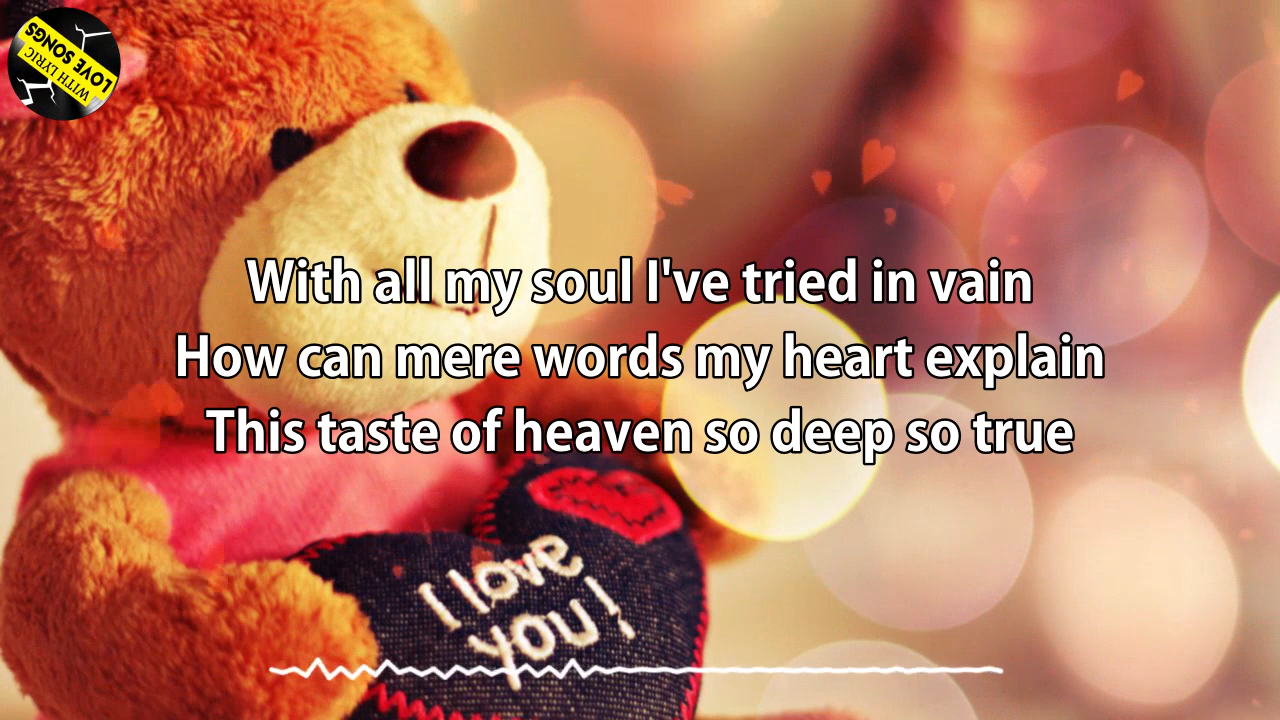 LOVE SONGS
WITH LYRIC
With all my soul I've tried in vain
How can mere words my heart explain
This taste of heaven so deep so true
I love
you!